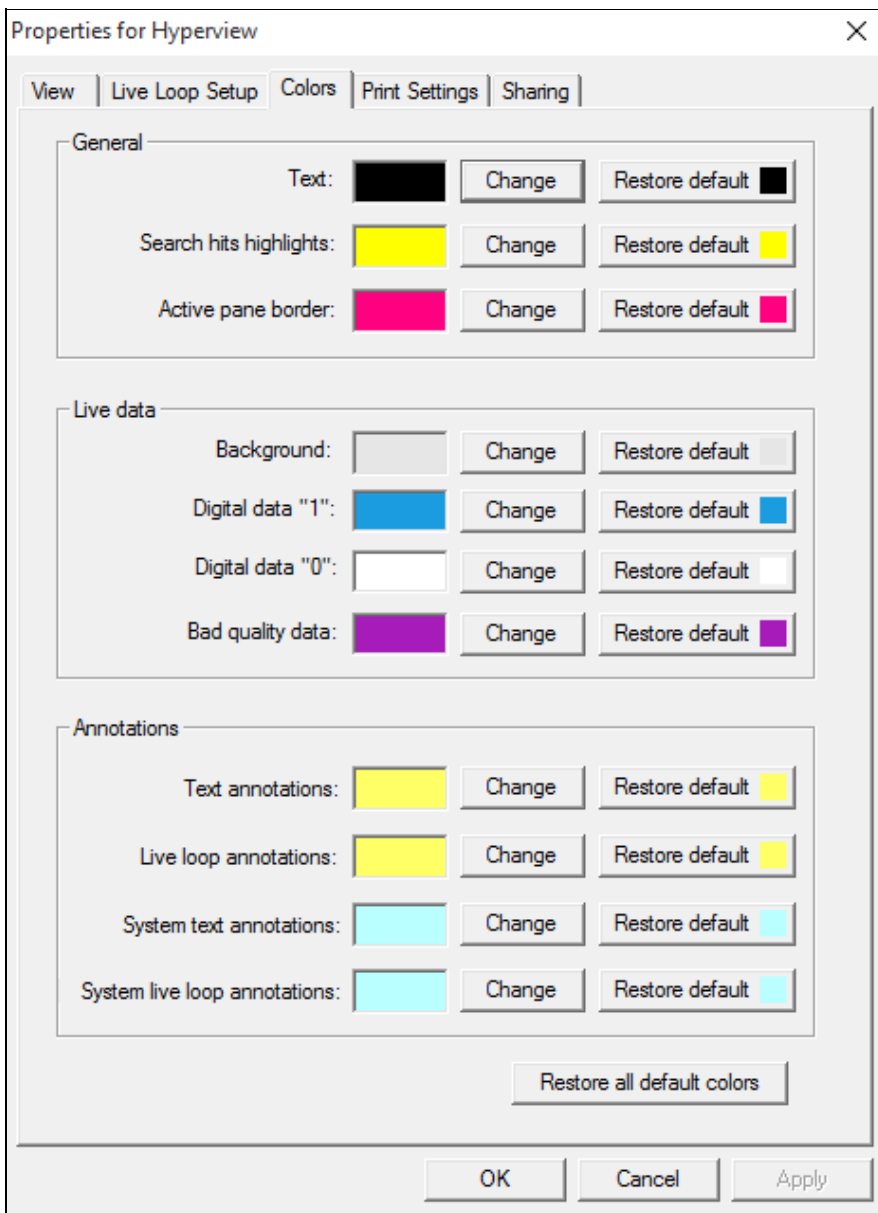 Properties for Hyperview
View Live Loop Setup Colors Print Settings Sharing
General
Text: Change Restore default
Search hits highlights: Change Restore default
Active pane border: Change Restore default
Live data
Background: Change Restore default
Digital data "1": Change Restore default
Digital data "0": Change Restore default
Bad quality data: Change Restore default
Annotations
Text annotations: Change Restore default
Live loop annotations: Change Restore default
System text annotations: Change Restore default
System live loop annotations: Change Restore default
Restore all default colors
OK Cancel Apply